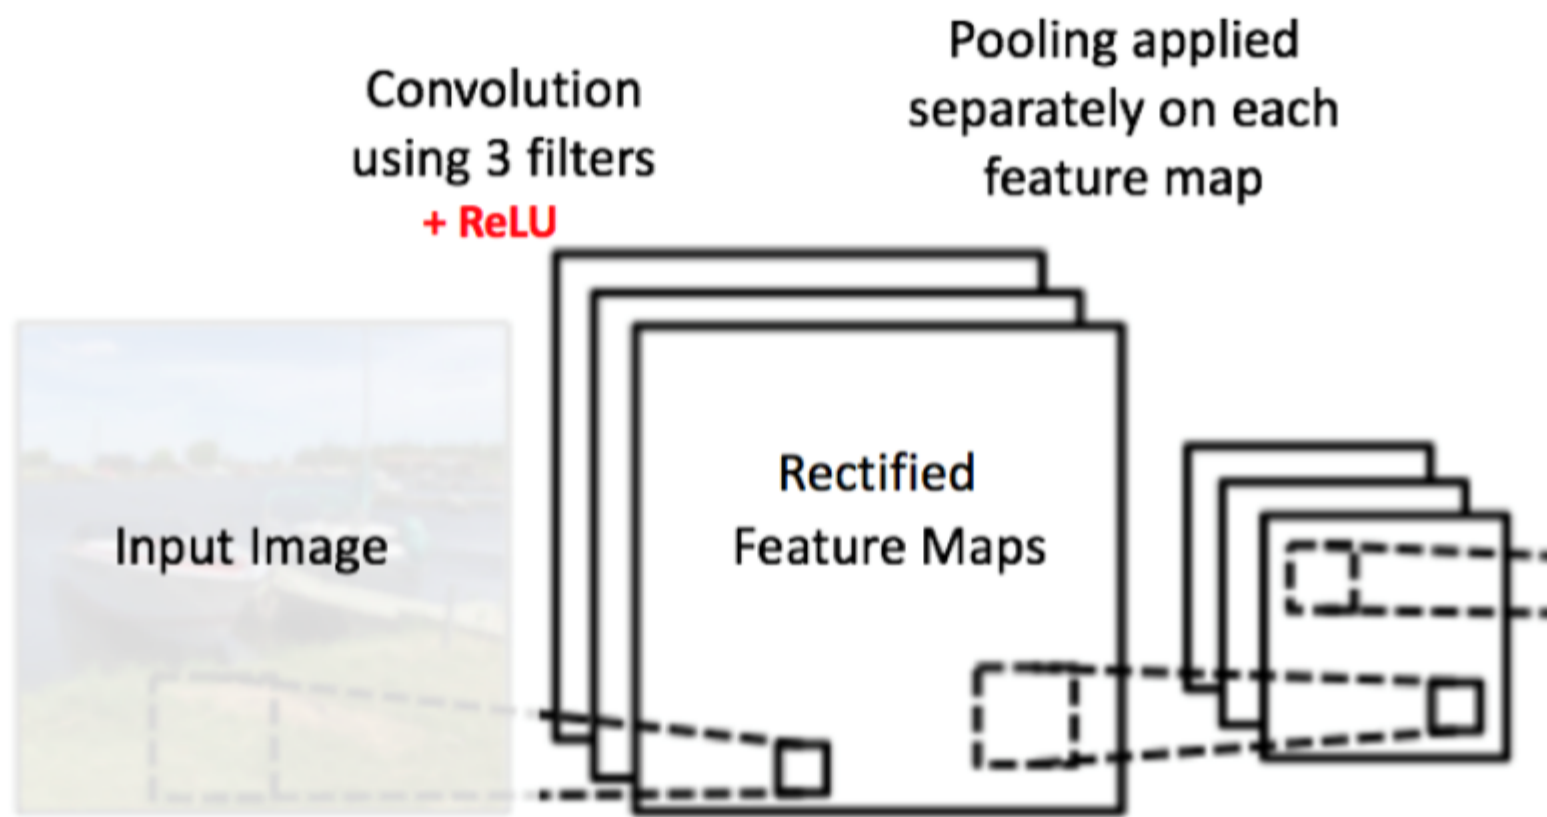 Convolution
using 3 filters
+ ReLU
Pooling applied
separately on each
feature map
Input Image
Rectified
Feature Maps